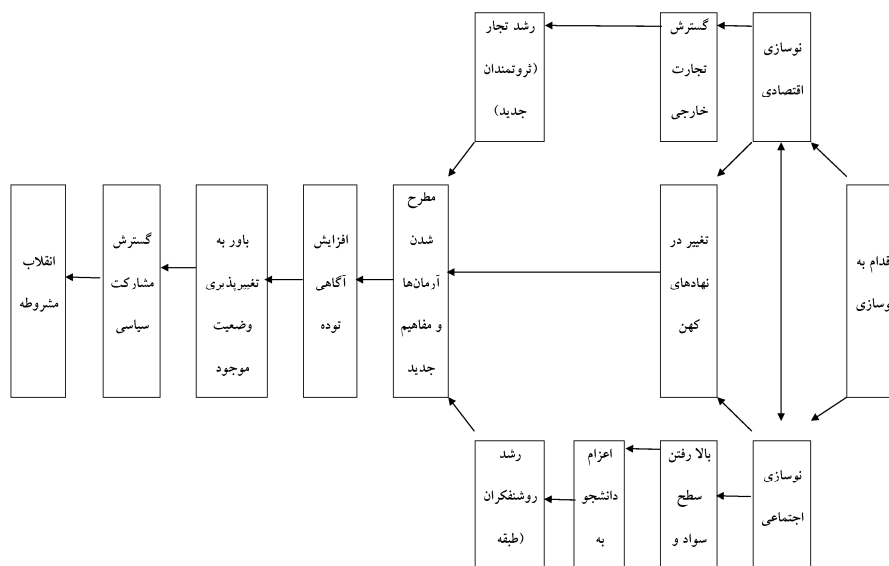 نوسازی
اقتصادی
گسترش
تجارت
خارجی
رشد تجار
(ثروتمندان
جدید)
قدام به
وسازی
تغییر در
نهادهای
کهن
مطرح
شدن
آرمان‌ها
و مفاهیم
جدید
افزایش
آگاهی
توده
باور به
تغییرپذیری
وضعیت
موجود
گسترش
مشارکت
سیاسی
انقلاب
مشروطه
نوسازی
اجتماعی
بالا رفتن
سطح
سواد و
اعزام
دانشجو
به
رشد
روشنفکران
(طبقه